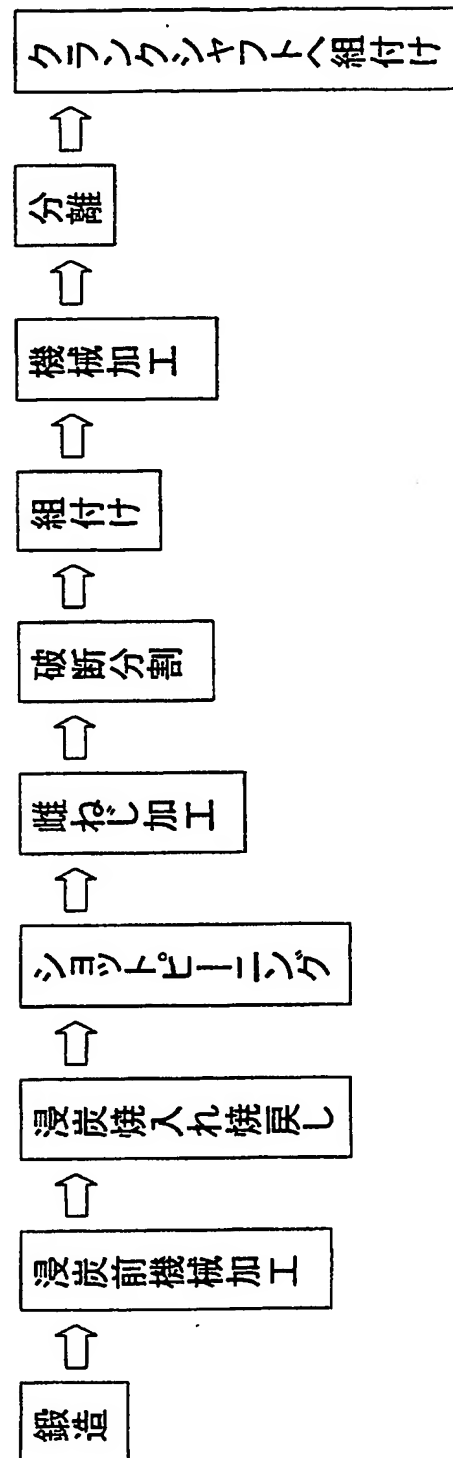 鍛造
浸炭前機械加工
浸炭焼入れ焼戻し
ショットピーニング
雌ねじ加工
破断分割
組付け
機械加工
分離
クランクシャフトへ組付け